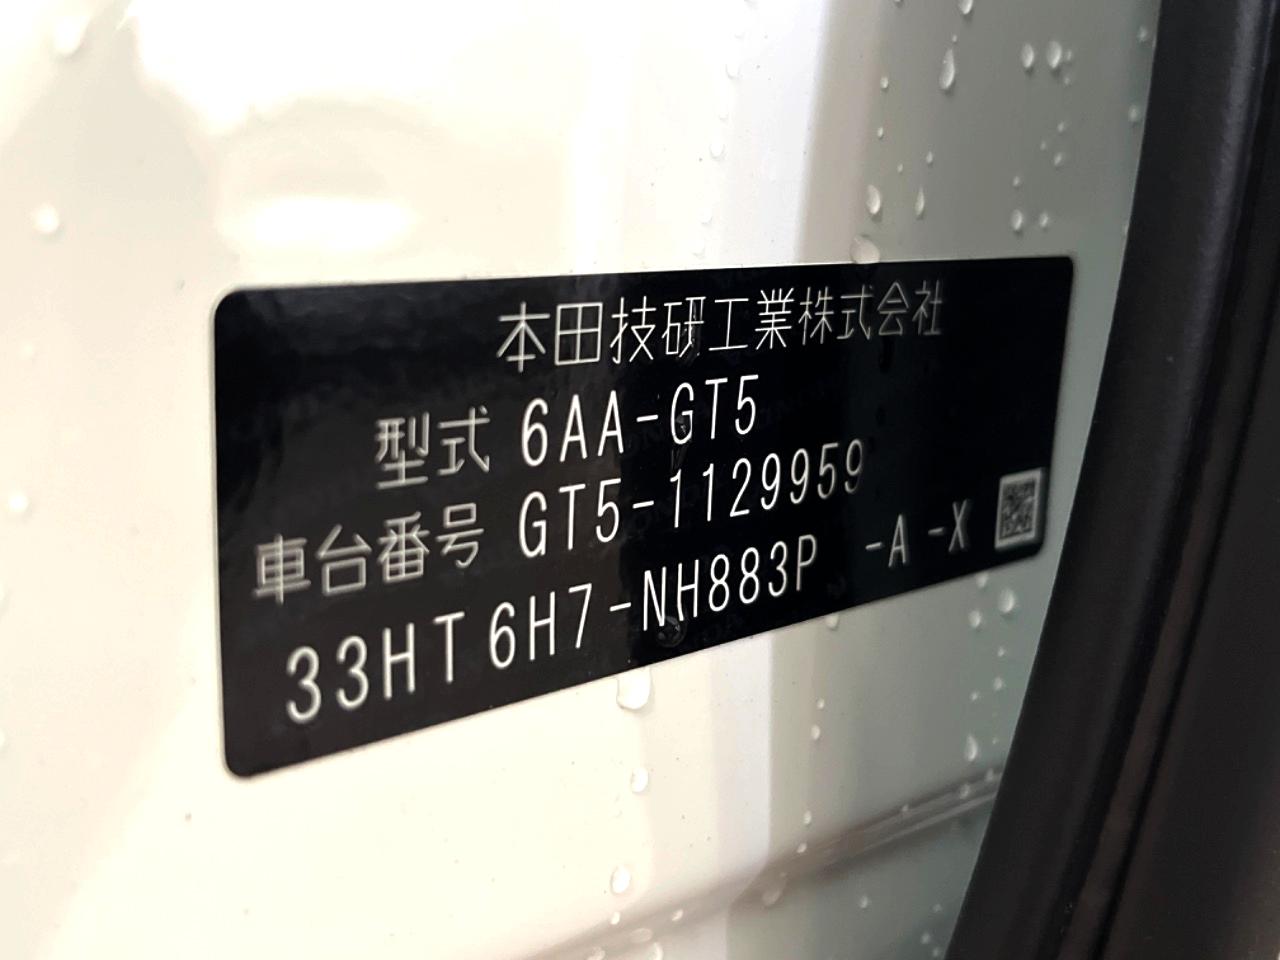 本田技研工業株式会社
型式 6AA-GT5
車台番号 GT5-1129959
33HT 6H7-NH883P -A -X